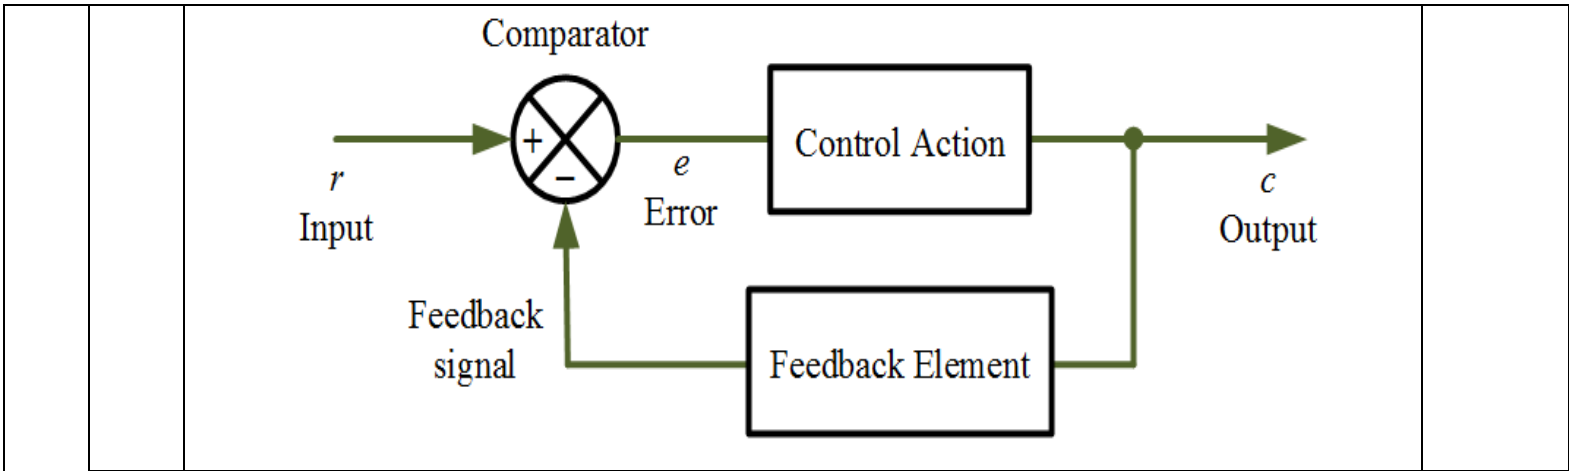 Comparator
+
−
r
Input
e
Error
Control Action
c
Output
Feedback
signal
Feedback Element